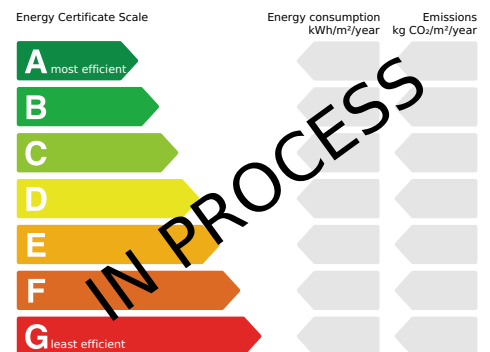 Energy Certificate Scale
Energy consumption
kWh/m²/year
Emissions
kg CO₂/m²/year
A most efficient
B
C
D
E
F
G least efficient
IN PROCESS